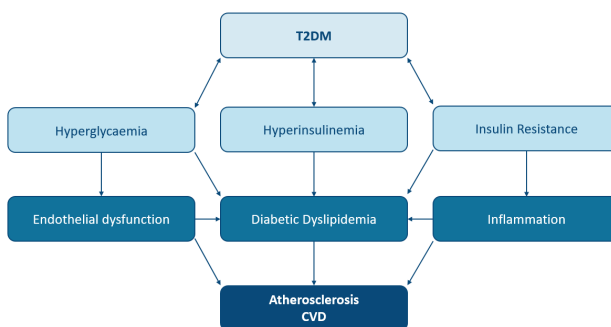 T2DM
Hyperglycaemia
Hyperinsulinemia
Insulin Resistance
Endothelial dysfunction
Diabetic Dyslipidemia
Inflammation
Atherosclerosis
CVD